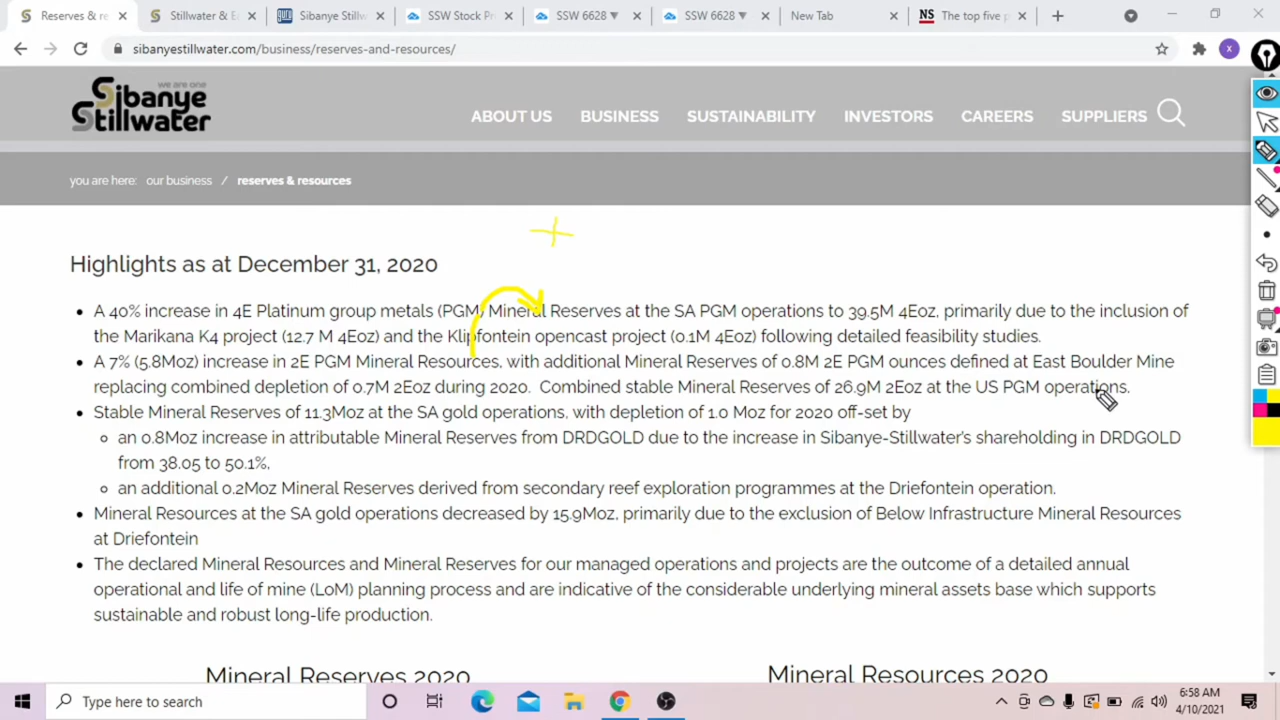 Reserves & re
Stillwater & E
Sibanye Stillw
SSW Stock Pr
SSW 6628 ▼
SSW 6628 ▼
New Tab
NS The top five p
sibanyestillwater.com/business/reserves-and-resources/
X
we are one
Sibanye
Stillwater
ABOUT US BUSINESS SUSTAINABILITY INVESTORS CAREERS SUPPLIERS
you are here: our business / reserves & resources
Highlights as at December 31, 2020
• A 40% increase in 4E Platinum group metals (PGM) Mineral Reserves at the SA PGM operations to 39.5M 4Eoz, primarily due to the inclusion of
the Marikana K4 project (12.7 M 4Eoz) and the Klipfontein opencast project (0.1M 4Eoz) following detailed feasibility studies.
• A 7% (5.8Moz) increase in 2E PGM Mineral Resources, with additional Mineral Reserves of 0.8M 2E PGM ounces defined at East Boulder Mine
replacing combined depletion of 0.7M 2Eoz during 2020. Combined stable Mineral Reserves of 26.9M 2Eoz at the US PGM operations.
• Stable Mineral Reserves of 11.3Moz at the SA gold operations, with depletion of 1.0 Moz for 2020 off-set by
an 0.8Moz increase in attributable Mineral Reserves from DRDGOLD due to the increase in Sibanye-Stillwater's shareholding in DRDGOLD
from 38.05 to 50.1%,
an additional 0.2Moz Mineral Reserves derived from secondary reef exploration programmes at the Driefontein operation.
• Mineral Resources at the SA gold operations decreased by 15.9Moz, primarily due to the exclusion of Below Infrastructure Mineral Resources
at Driefontein
• The declared Mineral Resources and Mineral Reserves for our managed operations and projects are the outcome of a detailed annual
operational and life of mine (LoM) planning process and are indicative of the considerable underlying mineral assets base which supports
sustainable and robust long-life production.
Mineral Reserves 2020
Mineral Resources 2020
Type here to search
6:58 AM
4/10/2021